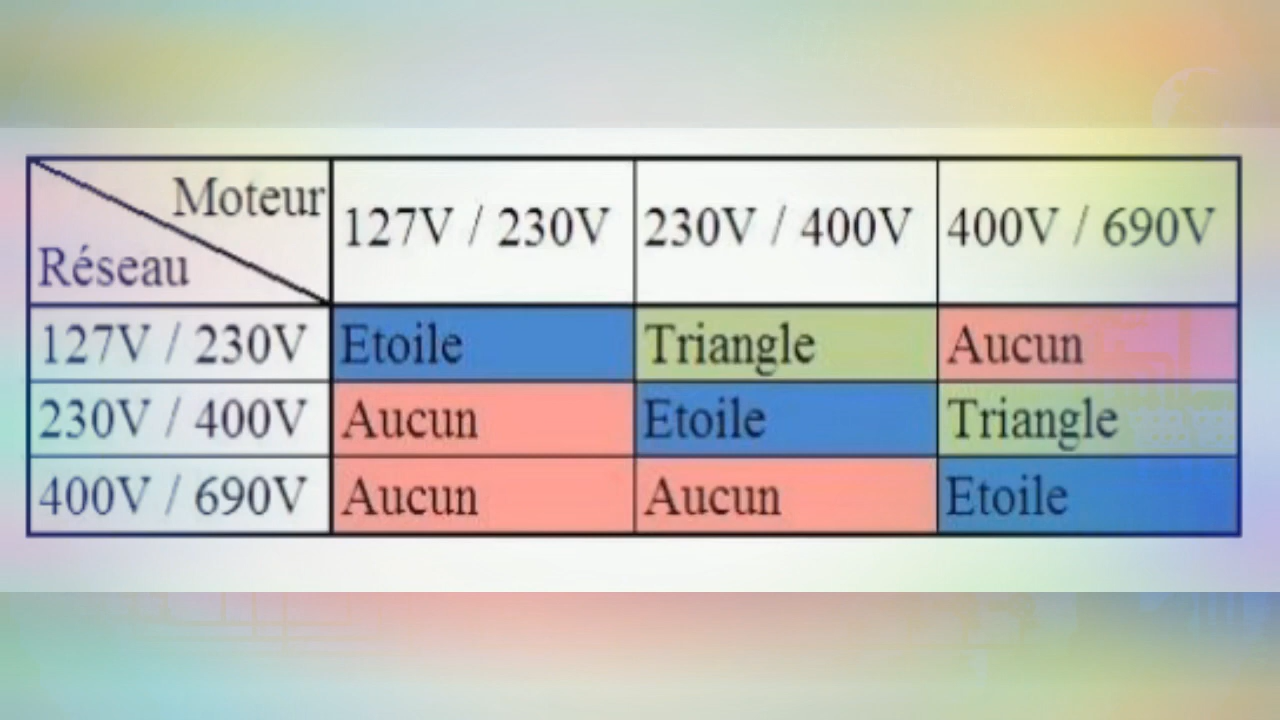 Moteur
Réseau
127V / 230V 230V / 400V 400V / 690V
127V / 230V Etoile Triangle Aucun
230V / 400V Aucun Etoile Triangle
400V / 690V Aucun Aucun Etoile